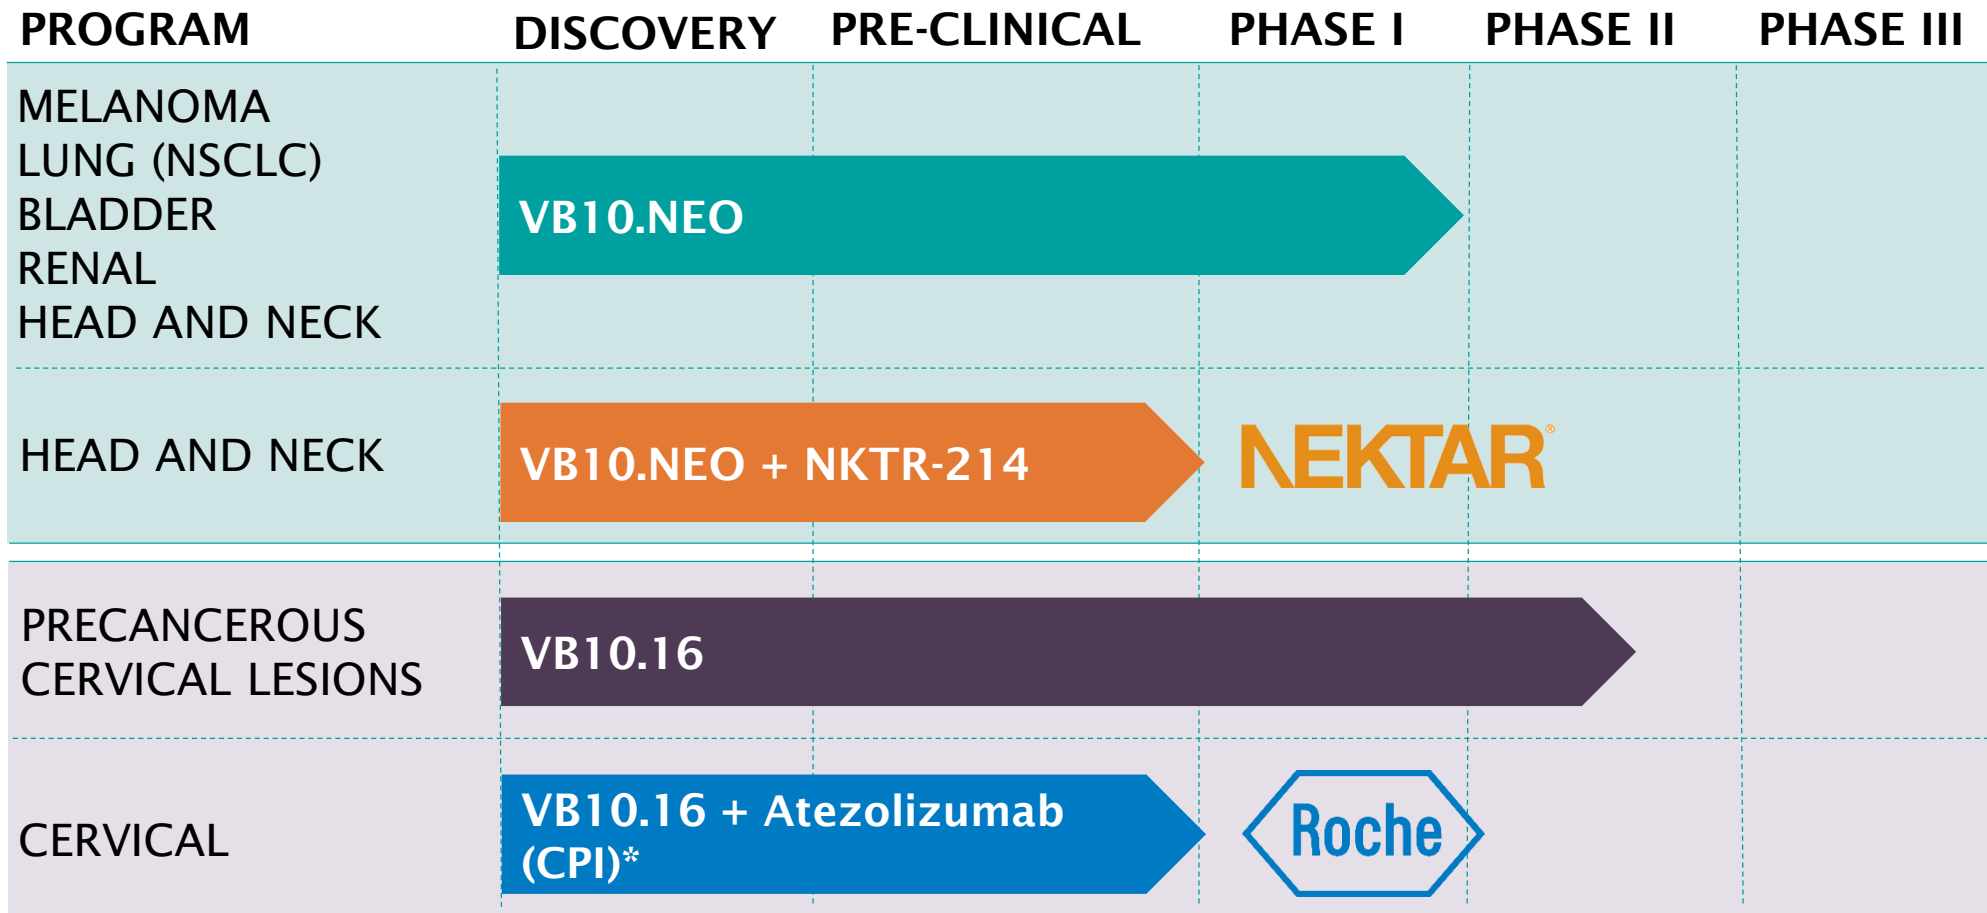 PROGRAM DISCOVERY PRE-CLINICAL PHASE I PHASE II PHASE III
MELANOMA
LUNG (NSCLC)
BLADDER
RENAL
HEAD AND NECK
VB10.NEO
HEAD AND NECK
VB10.NEO + NKTR-214
NEKTAR®
PRECANCEROUS
CERVICAL LESIONS
VB10.16
CERVICAL
VB10.16 + Atezolizumab
(CPI)*
Roche